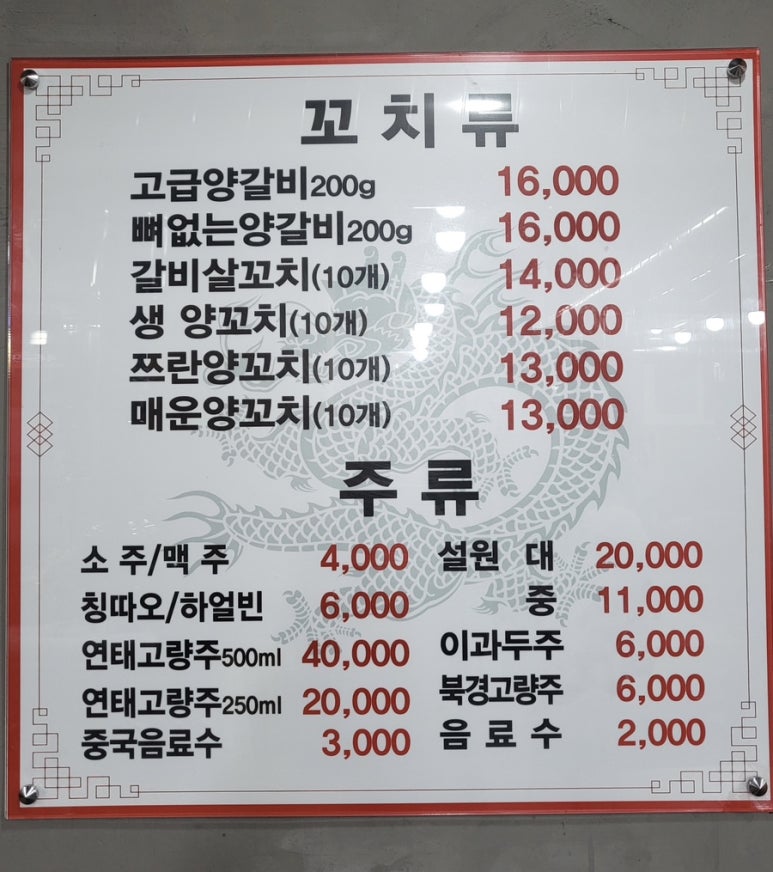 꼬치류
고급양갈비200g 16,000
뼈없는양갈비200g 16,000
갈비살꼬치(10개) 14,000
생 양꼬치(10개) 12,000
쯔란양꼬치(10개) 13,000
매운양꼬치(10개) 13,000
주류
소 주/맥 주 4,000
칭따오/하얼빈 6,000
연태고량주500ml 40,000
연태고량주250ml 20,000
중국음료수 3,000
설원 대 20,000
중 11,000
이과두주 6,000
북경고량주 6,000
음 료 수 2,000